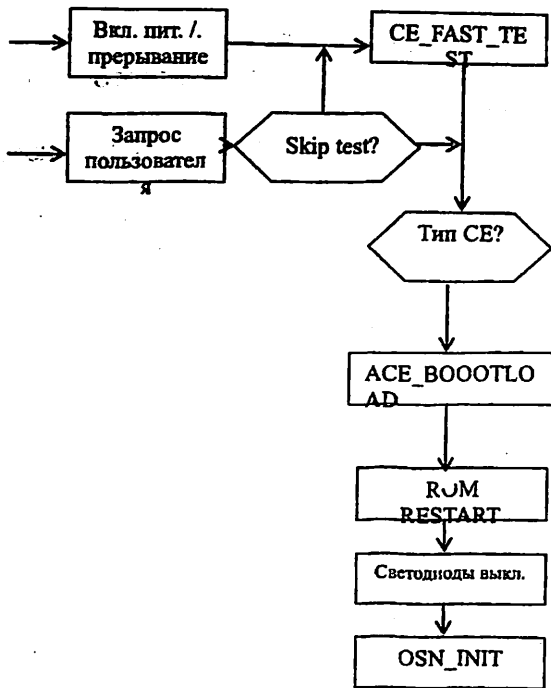 Вкл. пит. /.
прерывание
CE_FAST_TE
ST
Запрос
пользовател
я
Skip test?
Тип CE?
ACE_BOOOTLO
AD
ROM
RESTART
Светодиоды выкл.
OSN_INIT